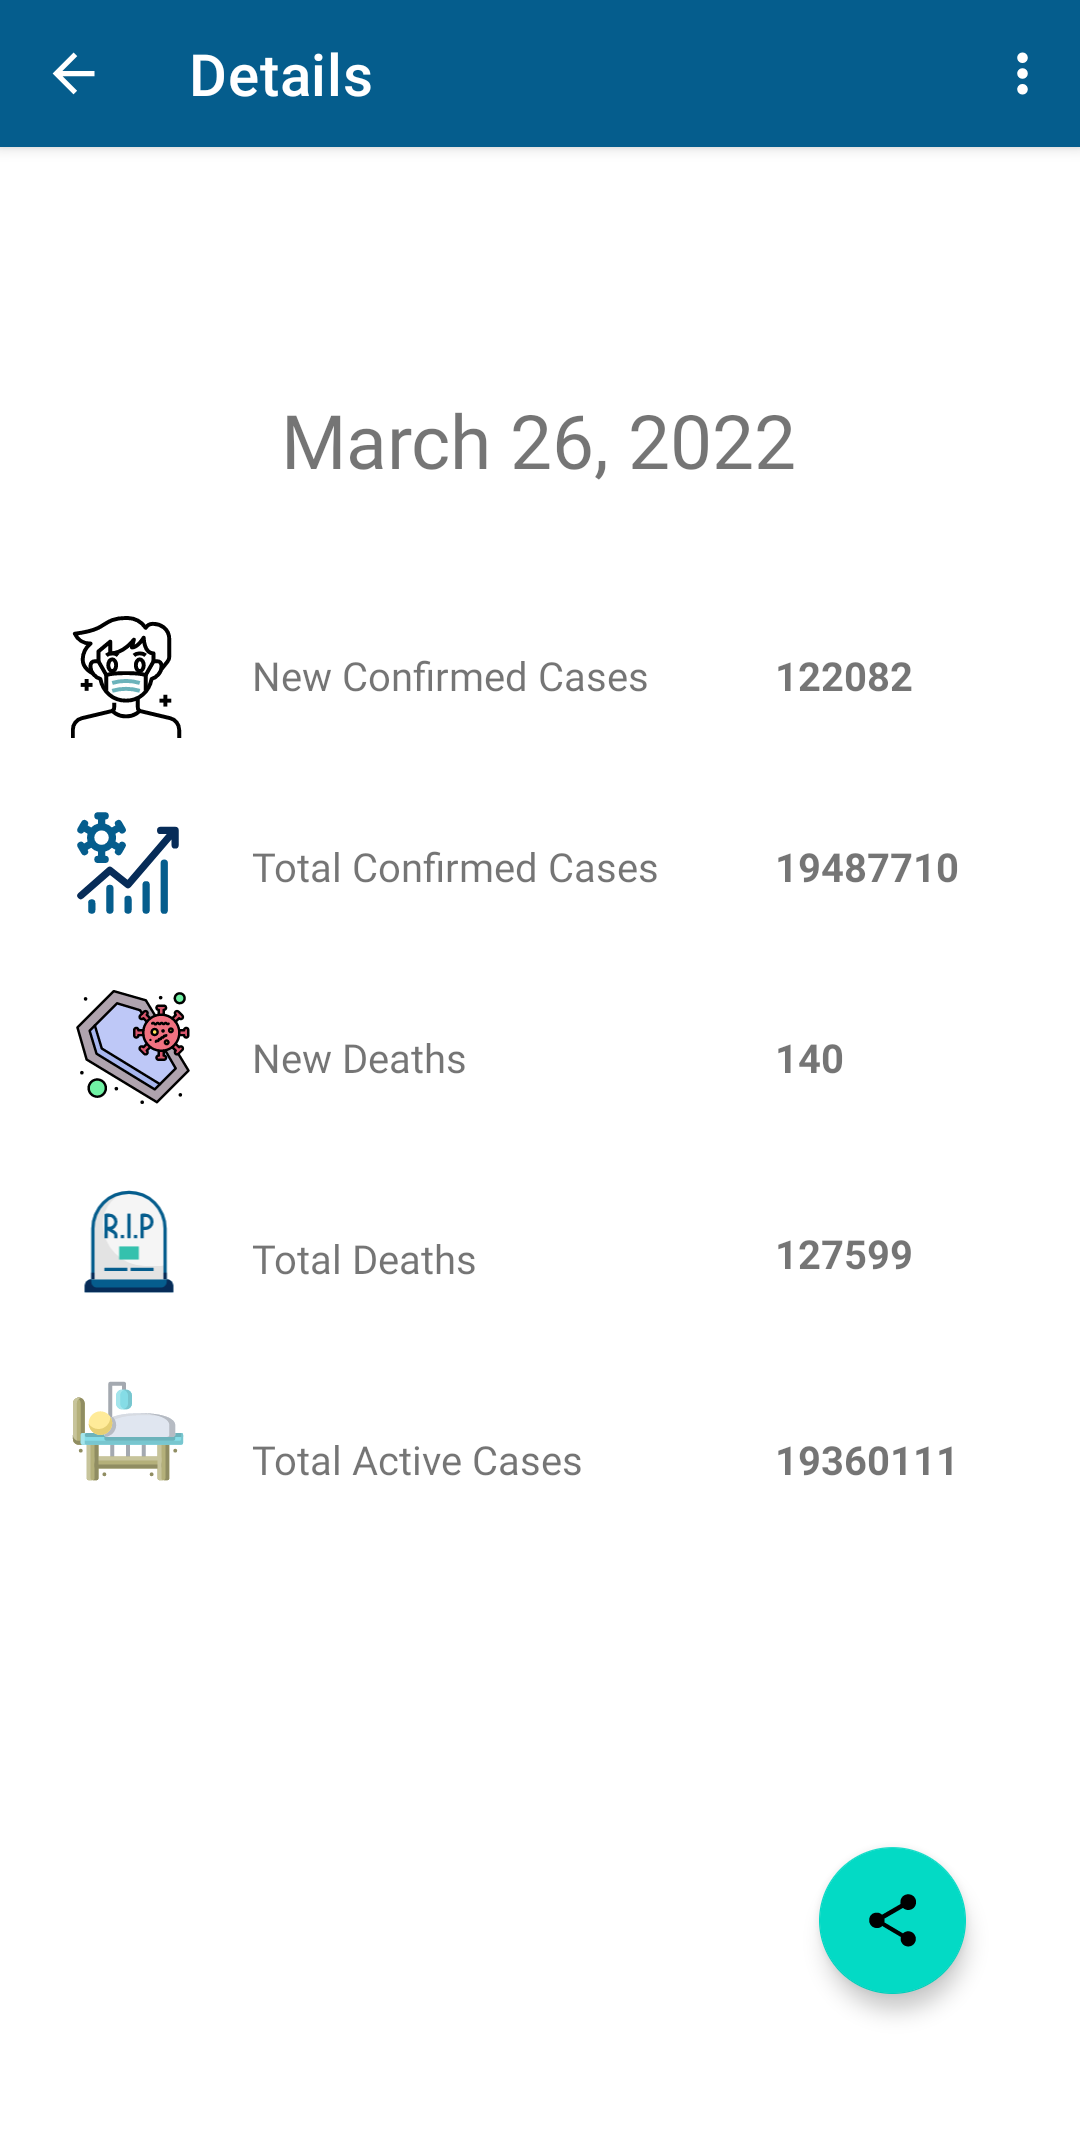 Details
March 26, 2022
New Confirmed Cases 122082
Total Confirmed Cases 19487710
New Deaths 140
R.I.P
Total Deaths 127599
Total Active Cases 19360111